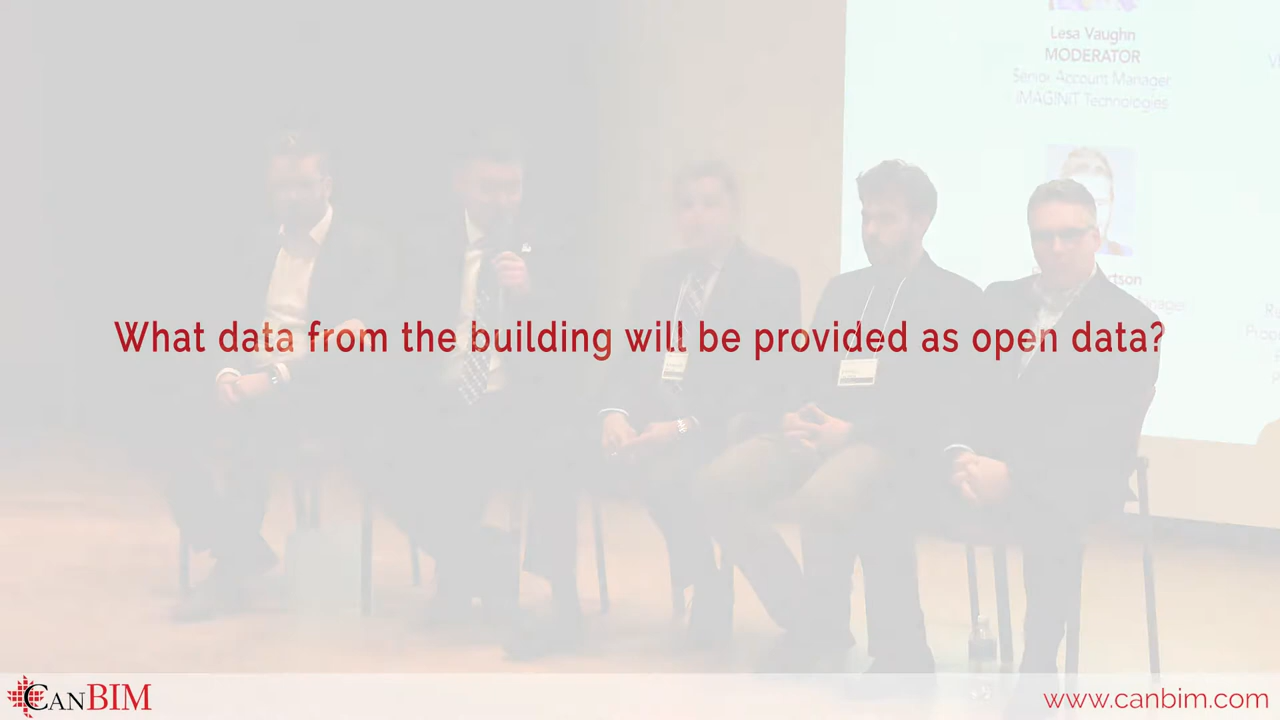 Lesa Vaughn
MODERATOR
Senior Account Manager
IMAGINiT Technologies
What data from the building will be provided as open data?
CANBIM
www.canbim.com